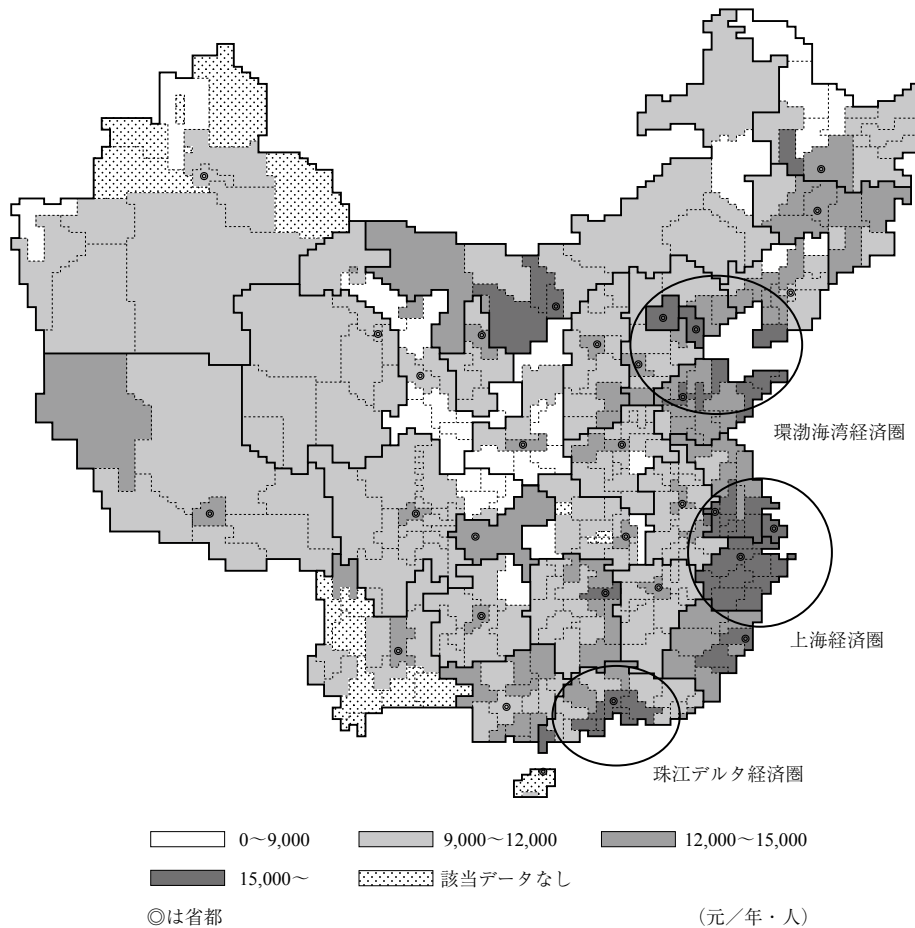 環渤海湾経済圏
上海経済圏
珠江デルタ経済圏
0～9,000
9,000～12,000
12,000～15,000
15,000～
該当データなし
◎は省都
（元／年・人）